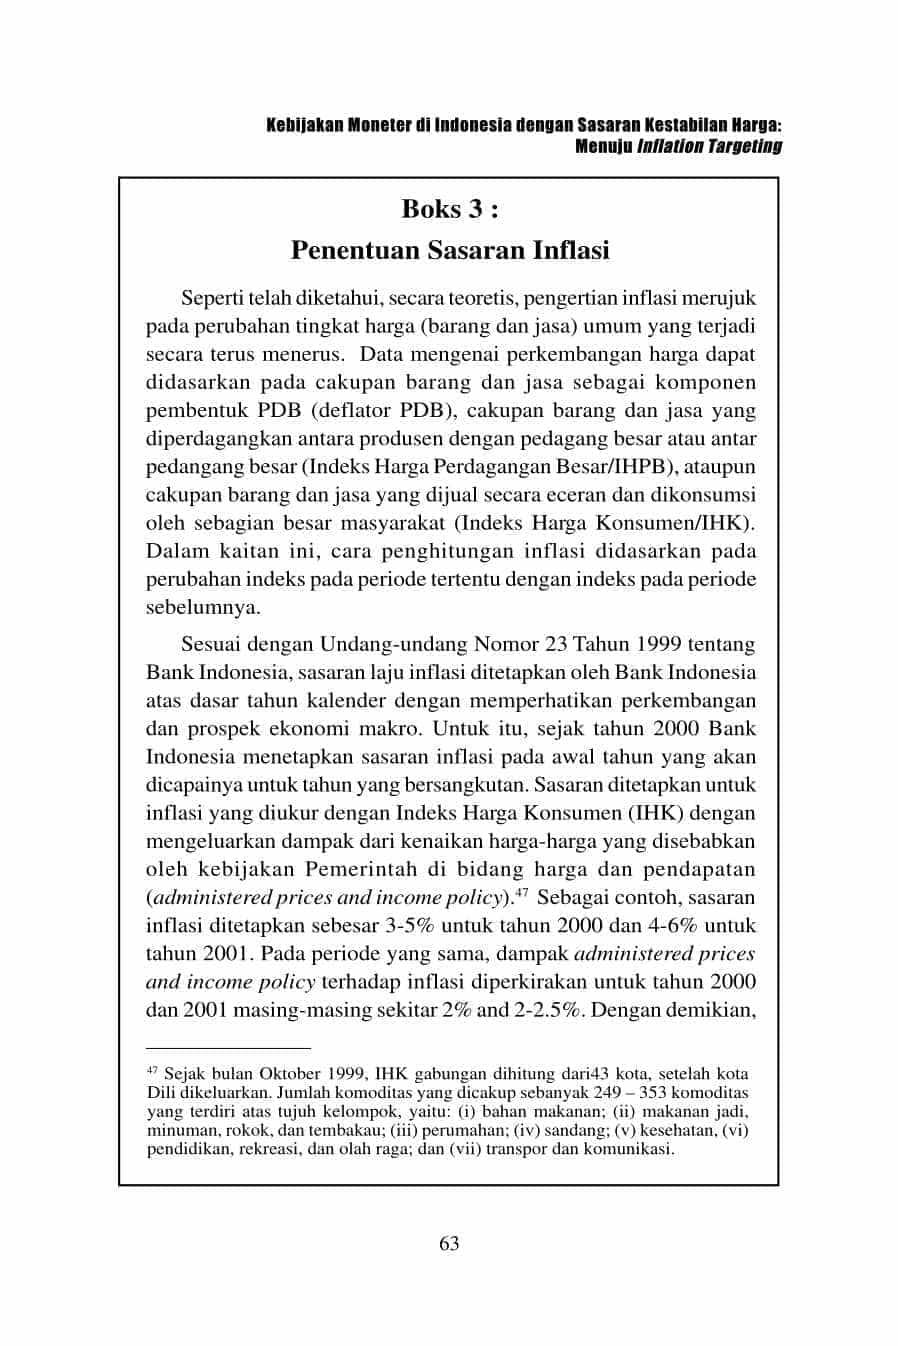 Kebijakan Moneter di Indonesia dengan Sasaran Kestabilan Harga:
Menuju Inflation Targeting
Boks 3 :
Penentuan Sasaran Inflasi
Seperti telah diketahui, secara teoretis, pengertian inflasi merujuk
pada perubahan tingkat harga (barang dan jasa) umum yang terjadi
secara terus menerus. Data mengenai perkembangan harga dapat
didasarkan pada cakupan barang dan jasa sebagai komponen
pembentuk PDB (deflator PDB), cakupan barang dan jasa yang
diperdagangkan antara produsen dengan pedagang besar atau antar
pedangang besar (Indeks Harga Perdagangan Besar/IHPB), ataupun
cakupan barang dan jasa yang dijual secara eceran dan dikonsumsi
oleh sebagian besar masyarakat (Indeks Harga Konsumen/IHK).
Dalam kaitan ini, cara penghitungan inflasi didasarkan pada
perubahan indeks pada periode tertentu dengan indeks pada periode
sebelumnya.
Sesuai dengan Undang-undang Nomor 23 Tahun 1999 tentang
Bank Indonesia, sasaran laju inflasi ditetapkan oleh Bank Indonesia
atas dasar tahun kalender dengan memperhatikan perkembangan
dan prospek ekonomi makro. Untuk itu, sejak tahun 2000 Bank
Indonesia menetapkan sasaran inflasi pada awal tahun yang akan
dicapainya untuk tahun yang bersangkutan. Sasaran ditetapkan untuk
inflasi yang diukur dengan Indeks Harga Konsumen (IHK) dengan
mengeluarkan dampak dari kenaikan harga-harga yang disebabkan
oleh kebijakan Pemerintah di bidang harga dan pendapatan
(administered prices and income policy).47 Sebagai contoh, sasaran
inflasi ditetapkan sebesar 3-5% untuk tahun 2000 dan 4-6% untuk
tahun 2001. Pada periode yang sama, dampak administered prices
and income policy terhadap inflasi diperkirakan untuk tahun 2000
dan 2001 masing-masing sekitar 2% and 2-2.5%. Dengan demikian,
47 Sejak bulan Oktober 1999, IHK gabungan dihitung dari43 kota, setelah kota
Dili dikeluarkan. Jumlah komoditas yang dicakup sebanyak 249 – 353 komoditas
yang terdiri atas tujuh kelompok, yaitu: (i) bahan makanan; (ii) makanan jadi,
minuman, rokok, dan tembakau; (iii) perumahan; (iv) sandang; (v) kesehatan, (vi)
pendidikan, rekreasi, dan olah raga; dan (vii) transpor dan komunikasi.
63